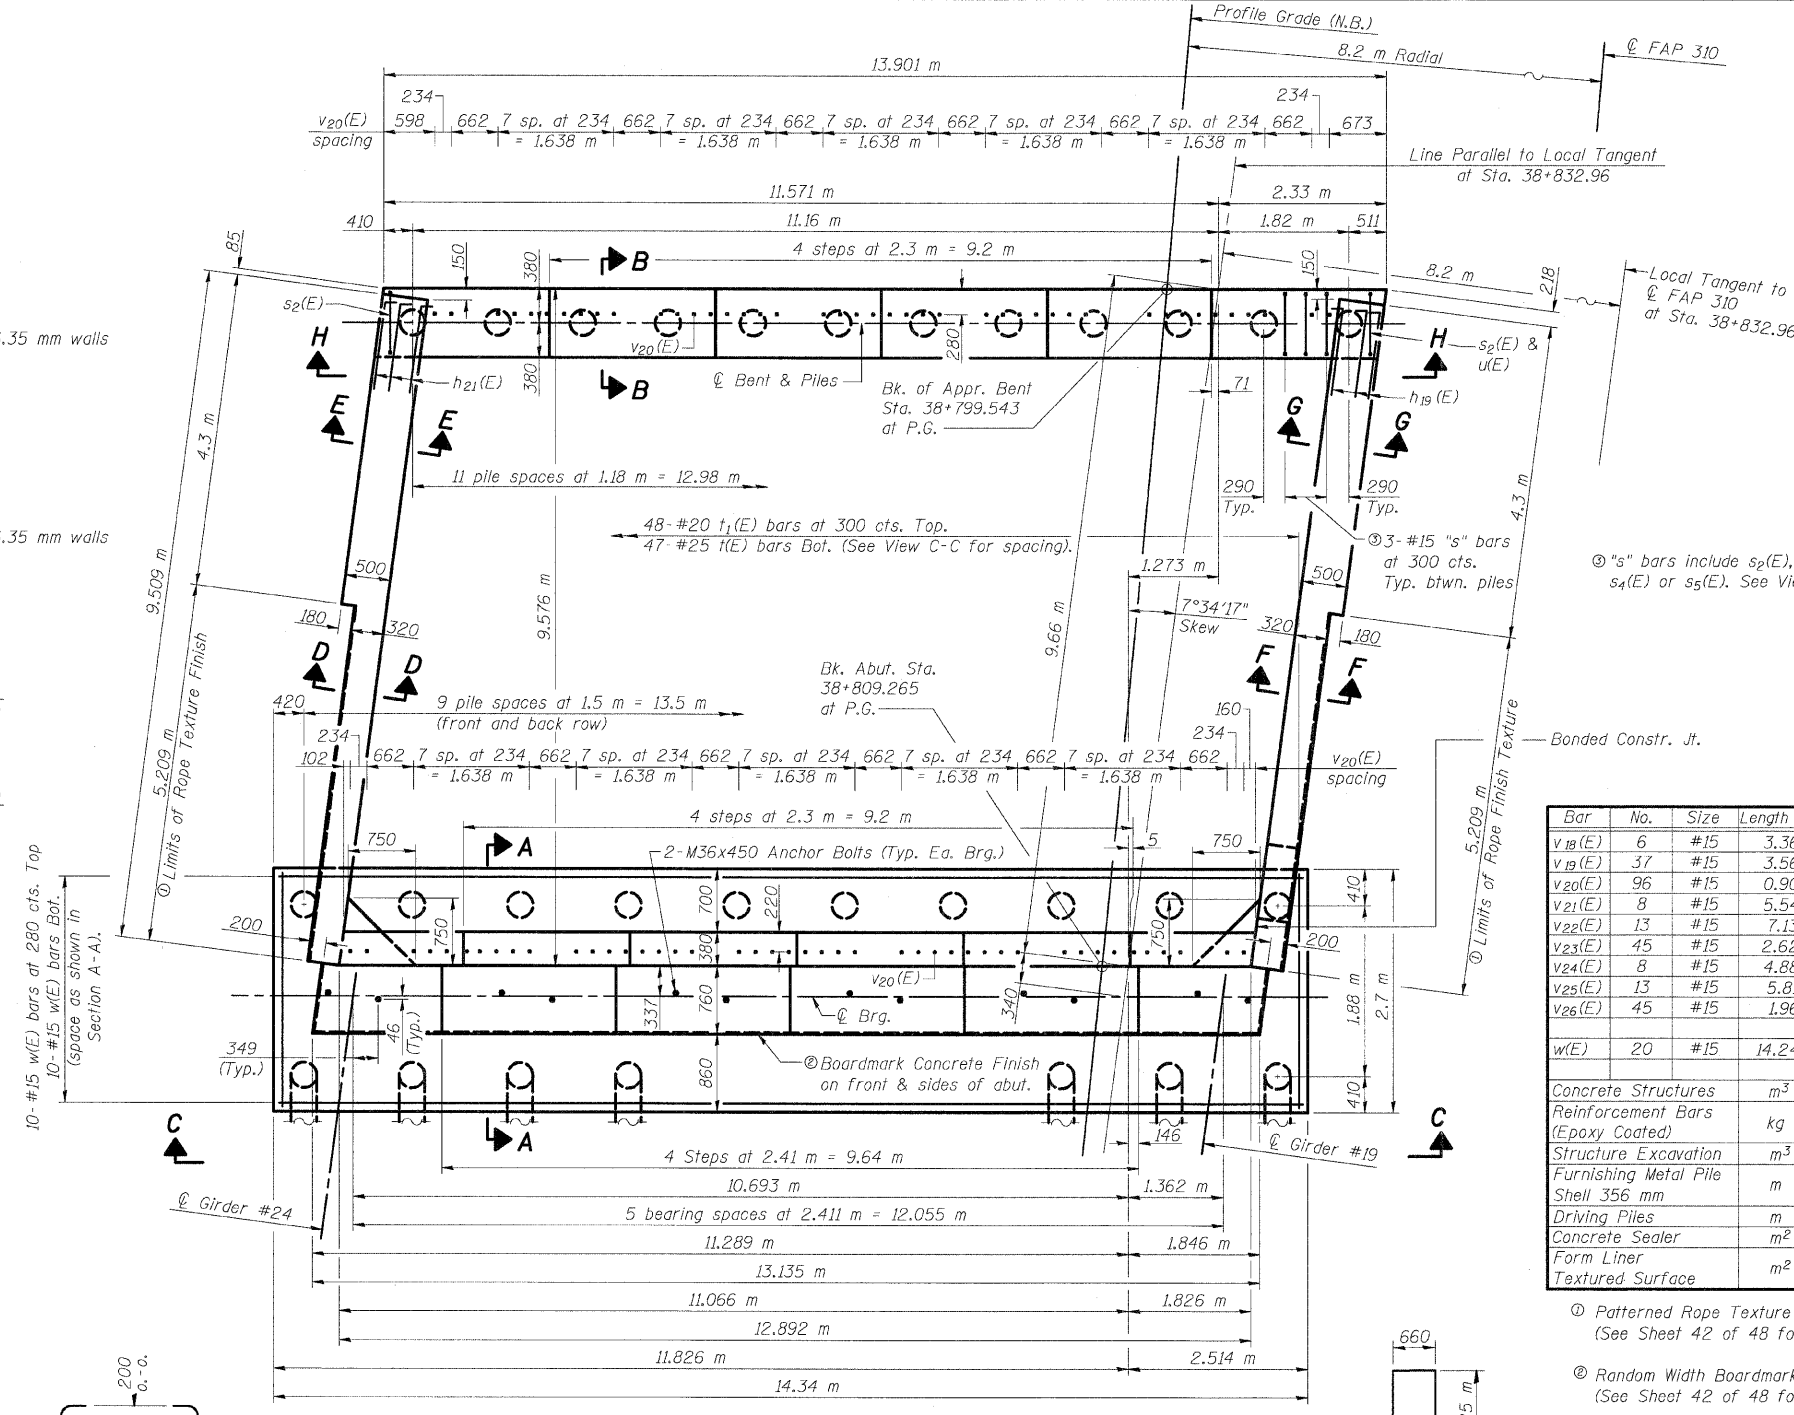 Profile Grade (N.B.)
8.2 m Radial
℄ FAP 310
13.901 m
234
234
v20(E)
spacing
598
662
7 sp. at 234
= 1.638 m
662
7 sp. at 234
= 1.638 m
662
7 sp. at 234
= 1.638 m
662
7 sp. at 234
= 1.638 m
662
7 sp. at 234
= 1.638 m
662
673
Line Parallel to Local Tangent
at Sta. 38+832.96
11.571 m
2.33 m
410
11.16 m
1.82 m
511
4 steps at 2.3 m = 9.2 m
85
150
380
B
150
8.2 m
2.18
Local Tangent to
℄ FAP 310
at Sta. 38+832.96
s2(E)
.35 mm walls
H
v20(E)
280
H
s2(E) &
u(E)
h21(E)
380
B
℄ Bent & Piles
Bk. of Appr. Bent
Sta. 38+799.543
at P.G.
71
h19(E)
E
E
G
G
4.3 m
11 pile spaces at 1.18 m = 12.98 m
290
Typ.
290
Typ.
4.3 m
.35 mm walls
48-#20 t1(E) bars at 300 cts. Top.
47-#25 t(E) bars Bot. (See View C-C for spacing).
③ 3-#15 "s" bars
at 300 cts.
Typ. btwn. piles
③ "s" bars include s2(E),
s4(E) or s5(E). See Vi
9.509 m
500
9.576 m
1.273 m
500
7°34'17"
Skew
180
320
9.66 m
320
180
D
D
F
F
5.209 m
① Limits of Rope Texture Finish
Bk. Abut. Sta.
38+809.265
at P.G.
420
9 pile spaces at 1.5 m = 13.5 m
(front and back row)
160
234
234
102
662
7 sp. at 234
= 1.638 m
662
7 sp. at 234
= 1.638 m
662
7 sp. at 234
= 1.638 m
662
7 sp. at 234
= 1.638 m
662
7 sp. at 234
= 1.638 m
662
v20(E)
spacing
Bonded Constr. Jt.
5.209 m
① Limits of Rope Finish Texture
4 steps at 2.3 m = 9.2 m
750
A
2-M36x450 Anchor Bolts (Typ. Ea. Brg.)
5
750
10-#15 w(E) bars at 280 cts. Top
10-#15 w(E) bars Bot.
(space as shown in
Section A-A).
200
750
700
220
380
750
410
200
v20(E)
46
(Typ.)
337
760
℄ Brg.
340
1.88 m
2.7 m
349
(Typ.)
860
② Boardmark Concrete Finish
on front & sides of abut.
410
C
A
146
℄ Girder #19
C
4 Steps at 2.41 m = 9.64 m
℄ Girder #24
10.693 m
1.362 m
5 bearing spaces at 2.411 m = 12.055 m
11.289 m
1.846 m
13.135 m
11.066 m
1.826 m
12.892 m
11.826 m
2.514 m
14.34 m
200
o.-o.
660
5 m
Bar No. Size Length
v18(E) 6 #15 3.36
v19(E) 37 #15 3.56
v20(E) 96 #15 0.90
v21(E) 8 #15 5.54
v22(E) 13 #15 7.13
v23(E) 45 #15 2.62
v24(E) 8 #15 4.88
v25(E) 13 #15 5.8
v26(E) 45 #15 1.96
w(E) 20 #15 14.24
Concrete Structures m3
Reinforcement Bars
(Epoxy Coated) kg
Structure Excavation m3
Furnishing Metal Pile
Shell 356 mm m
Driving Piles m
Concrete Sealer m2
Form Liner
Textured Surface m2
① Patterned Rope Texture
(See Sheet 42 of 48 fo
② Random Width Boardmark
(See Sheet 42 of 48 fo